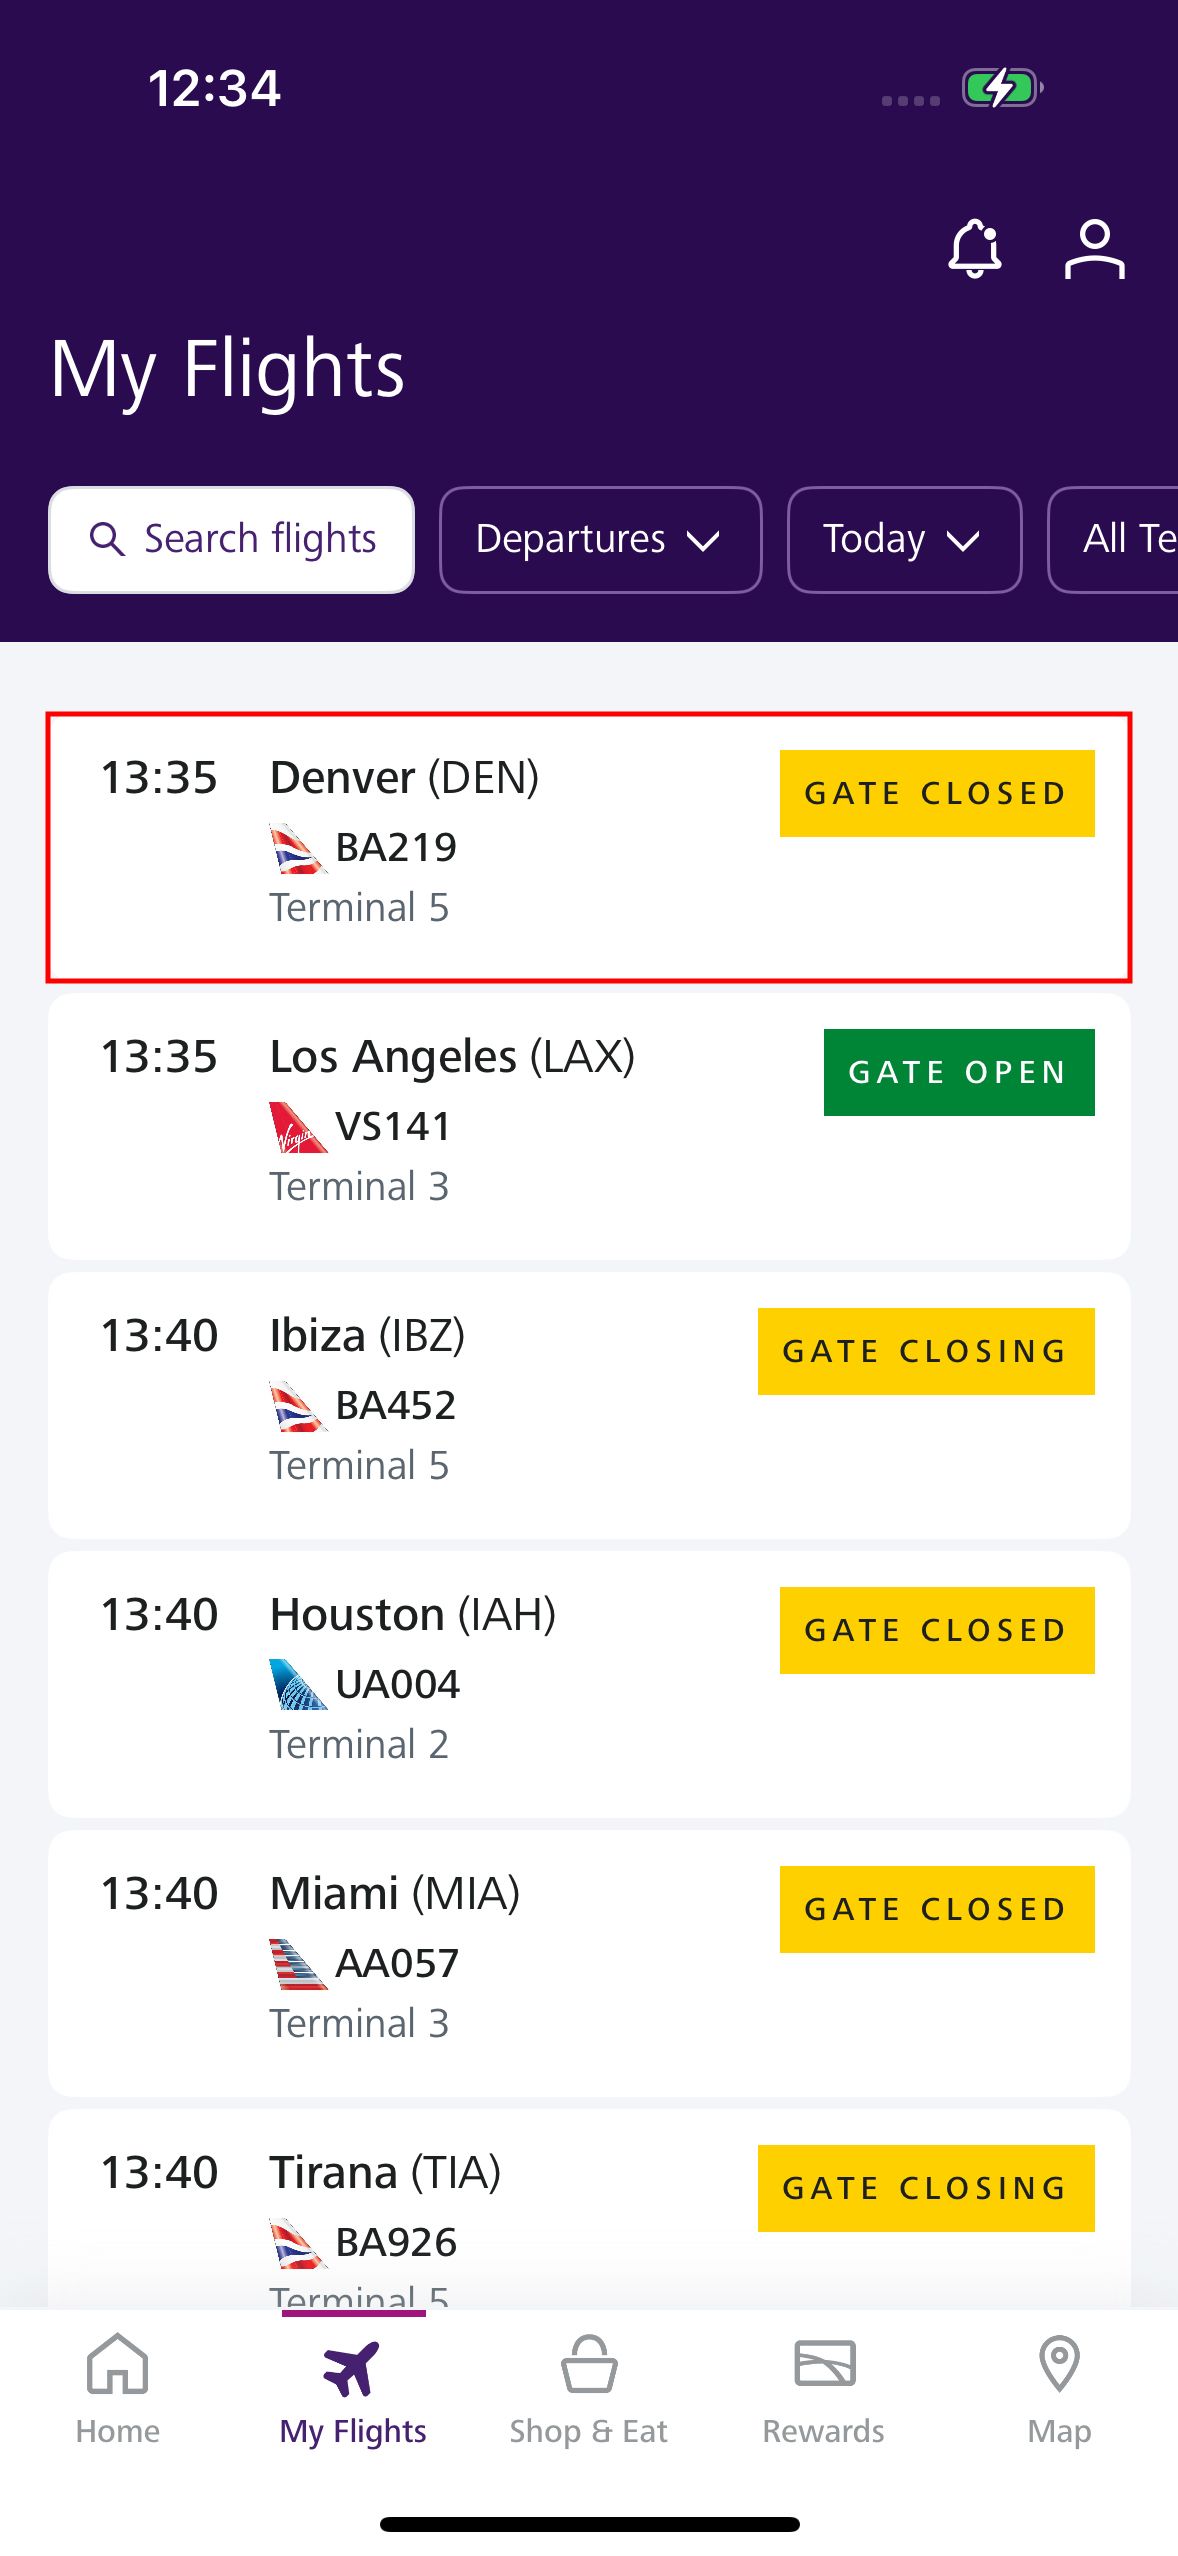 12:34
My Flights
Search flights Departures Today All Te
13:35 Denver (DEN) GATE CLOSED
BA219
Terminal 5
13:35 Los Angeles (LAX) GATE OPEN
Virgin VS141
Terminal 3
13:40 Ibiza (IBZ) GATE CLOSING
BA452
Terminal 5
13:40 Houston (IAH) GATE CLOSED
UA004
Terminal 2
13:40 Miami (MIA) GATE CLOSED
AA057
Terminal 3
13:40 Tirana (TIA) GATE CLOSING
BA926
Terminal 5
Home My Flights Shop & Eat Rewards Map